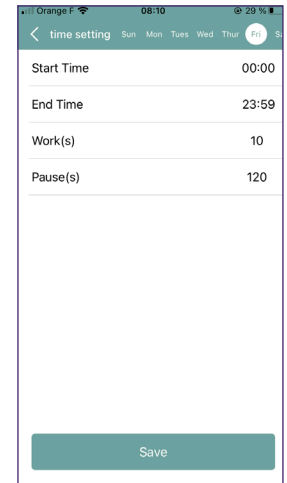 Orange F 08:10 29 %
time setting Sun Mon Tues Wed Thur Fri Sa
Start Time 00:00
End Time 23:59
Work(s) 10
Pause(s) 120
Save